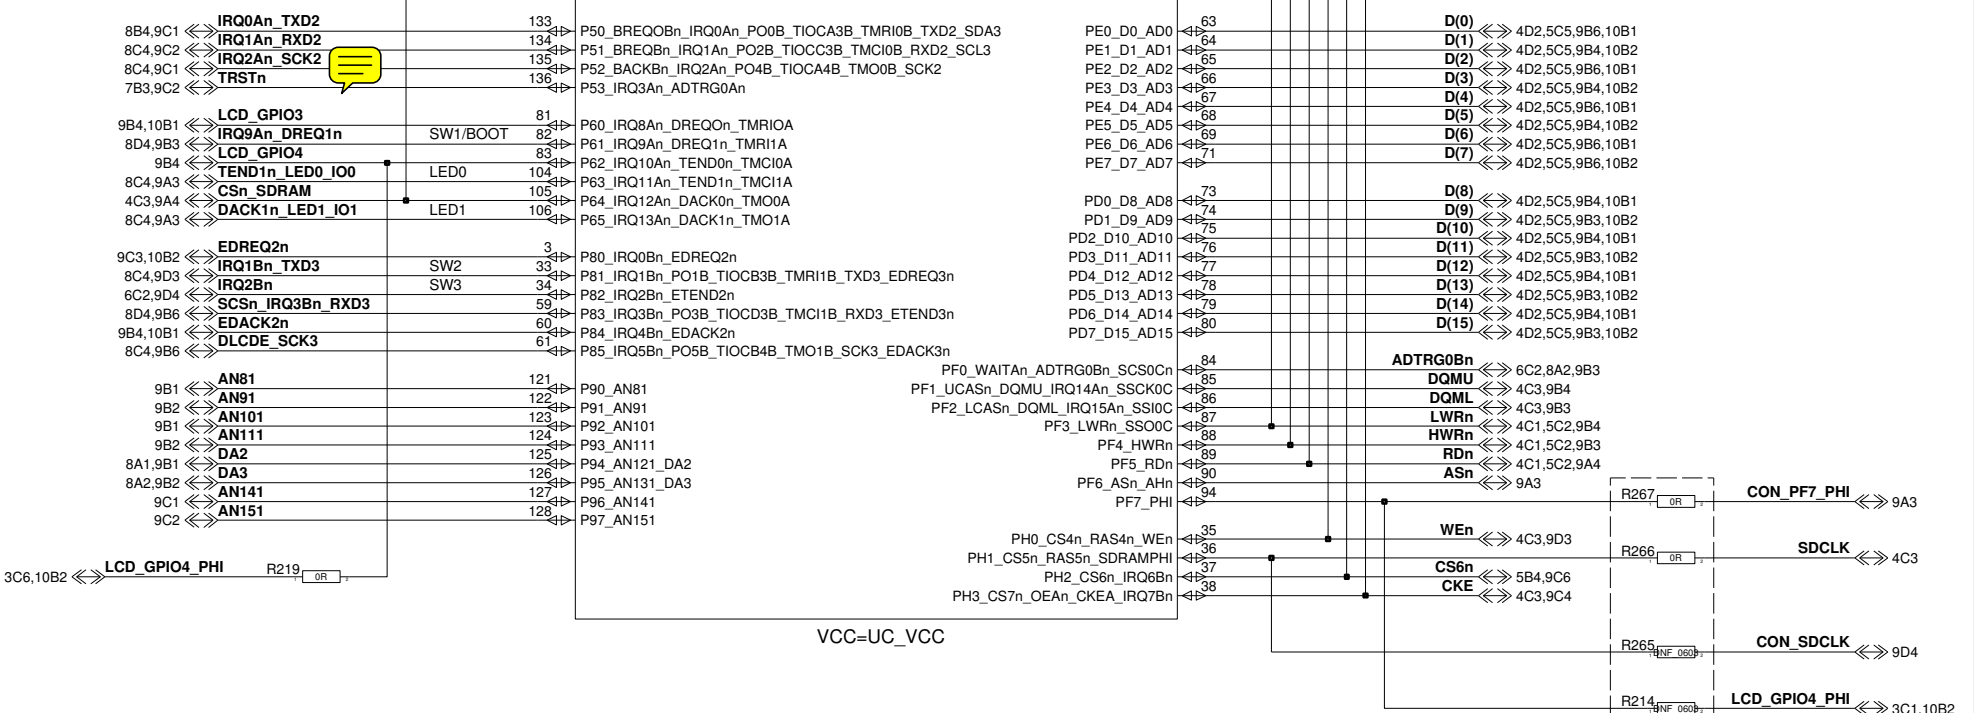 IRQ0An_TXD2 133
8B4,9C1 P50_BREQOBn_IRQ0An_PO0B_TIOCA3B_TMRI0B_TXD2_SDA3
IRQ1An_RXD2 134
8C4,9C2 P51_BREQBn_IRQ1An_PO2B_TIOCC3B_TMCI0B_RXD2_SCL3
IRQ2An_SCK2 135
8C4,9C1 P52_BACKBn_IRQ2An_PO4B_TIOCA4B_TMO0B_SCK2
TRSTn 136
7B3,9C2 P53_IRQ3An_ADTRG0An
LCD_GPIO3 81
9B4,10B1 P60_IRQ8An_DREQOn_TMRIOA
IRQ9An_DREQ1n SW1/BOOT 82
8D4,9B3 P61_IRQ9An_DREQ1n_TMRI1A
LCD_GPIO4 83
9B4 P62_IRQ10An_TEND0n_TMCI0A
TEND1n_LED0_IO0 LED0 104
8C4,9A3 P63_IRQ11An_TEND1n_TMCI1A
CSn_SDRAM 105
4C3,9A4 P64_IRQ12An_DACK0n_TMO0A
DACK1n_LED1_IO1 LED1 106
8C4,9A3 P65_IRQ13An_DACK1n_TMO1A
EDREQ2n 3
9C3,10B2 P80_IRQ0Bn_EDREQ2n
IRQ1Bn_TXD3 SW2 33
8C4,9D3 P81_IRQ1Bn_PO1B_TIOCB3B_TMRI1B_TXD3_EDREQ3n
IRQ2Bn SW3 34
6C2,9D4 P82_IRQ2Bn_ETEND2n
SCSn_IRQ3Bn_RXD3 59
8D4,9B6 P83_IRQ3Bn_PO3B_TIOCD3B_TMCI1B_RXD3_ETEND3n
EDACK2n 60
9B4,10B1 P84_IRQ4Bn_EDACK2n
DLCDE_SCK3 61
8C4,9B6 P85_IRQ5Bn_PO5B_TIOCB4B_TMO1B_SCK3_EDACK3n
AN81 121
9B1 P90_AN81
AN91 122
9B2 P91_AN91
AN101 123
9B1 P92_AN101
AN111 124
9B2 P93_AN111
DA2 125
8A1,9B1 P94_AN121_DA2
DA3 126
8A2,9B2 P95_AN131_DA3
AN141 127
9C1 P96_AN141
AN151 128
9C2 P97_AN151
LCD_GPIO4_PHI R219
3C6,10B2 0R
63 D(0)
PE0_D0_AD0 4D2,5C5,9B6,10B1
64 D(1)
PE1_D1_AD1 4D2,5C5,9B4,10B2
65 D(2)
PE2_D2_AD2 4D2,5C5,9B6,10B1
66 D(3)
PE3_D3_AD3 4D2,5C5,9B4,10B2
67 D(4)
PE4_D4_AD4 4D2,5C5,9B6,10B1
68 D(5)
PE5_D5_AD5 4D2,5C5,9B4,10B2
69 D(6)
PE6_D6_AD6 4D2,5C5,9B6,10B1
71 D(7)
PE7_D7_AD7 4D2,5C5,9B6,10B2
73 D(8)
PD0_D8_AD8 4D2,5C5,9B4,10B1
74 D(9)
PD1_D9_AD9 4D2,5C5,9B3,10B2
75 D(10)
PD2_D10_AD10 4D2,5C5,9B4,10B1
76 D(11)
PD3_D11_AD11 4D2,5C5,9B3,10B2
77 D(12)
PD4_D12_AD12 4D2,5C5,9B4,10B1
78 D(13)
PD5_D13_AD13 4D2,5C5,9B3,10B2
79 D(14)
PD6_D14_AD14 4D2,5C5,9B4,10B1
80 D(15)
PD7_D15_AD15 4D2,5C5,9B3,10B2
84 ADTRG0Bn
PF0_WAITAn_ADTRG0Bn_SCS0Cn 6C2,8A2,9B3
85 DQMU
PF1_UCASn_DQMU_IRQ14An_SSCK0C 4C3,9B4
86 DQML
PF2_LCASn_DQML_IRQ15An_SSI0C 4C3,9B3
87 LWRn
PF3_LWRn_SSO0C 4C1,5C2,9B4
88 HWRn
PF4_HWRn 4C1,5C2,9B3
89 RDn
PF5_RDn 4C1,5C2,9A4
90 ASn
PF6_ASn_AHn 9A3
94 R267 CON_PF7_PHI
PF7_PHI 0R 9A3
35 WEn
PH0_CS4n_RAS4n_WEn 4C3,9D3
36 R266 SDCLK
PH1_CS5n_RAS5n_SDRAMPHI 0R 4C3
37 CS6n
PH2_CS6n_IRQ6Bn 5B4,9C6
38 CKE
PH3_CS7n_OEAn_CKEA_IRQ7Bn 4C3,9C4
VCC=UC_VCC
R265 CON_SDCLK
DNF_0603 9D4
R214 LCD_GPIO4_PHI
DNF_0603 3C1,10B2